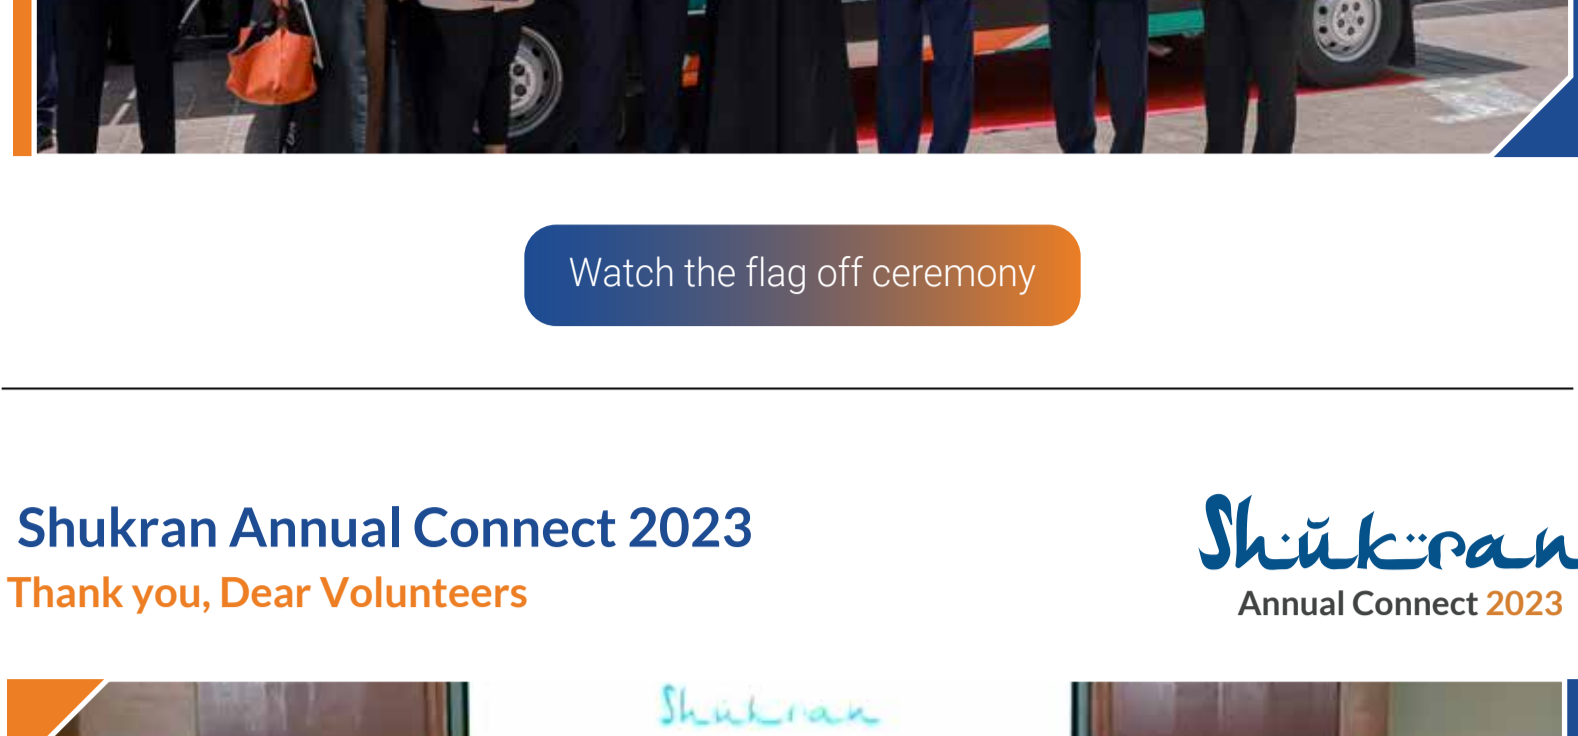 Watch the flag off ceremony
Shukran Annual Connect 2023
Thank you, Dear Volunteers
Shukran
Annual Connect 2023
Shukran